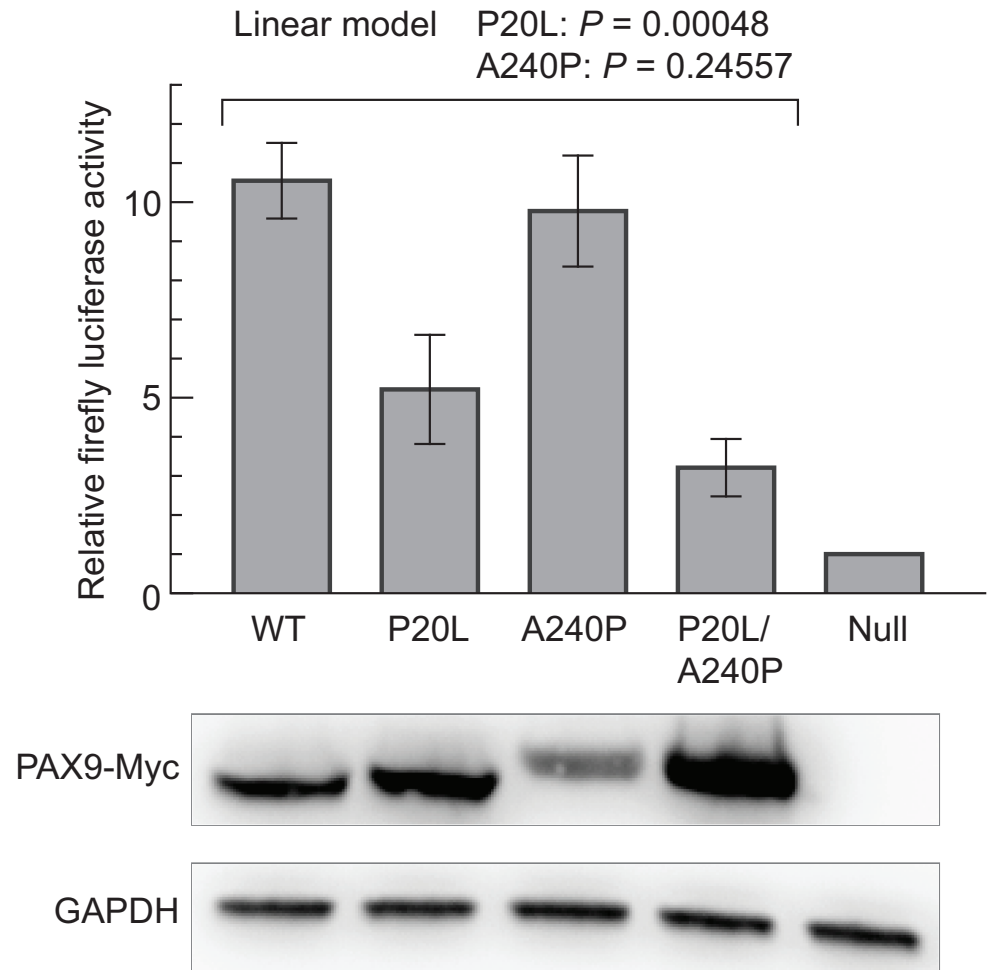 Linear model P20L: P = 0.00048
A240P: P = 0.24557
Relative firefly luciferase activity
10
5
0
WT P20L A240P P20L/ Null
A240P
PAX9-Myc
GAPDH